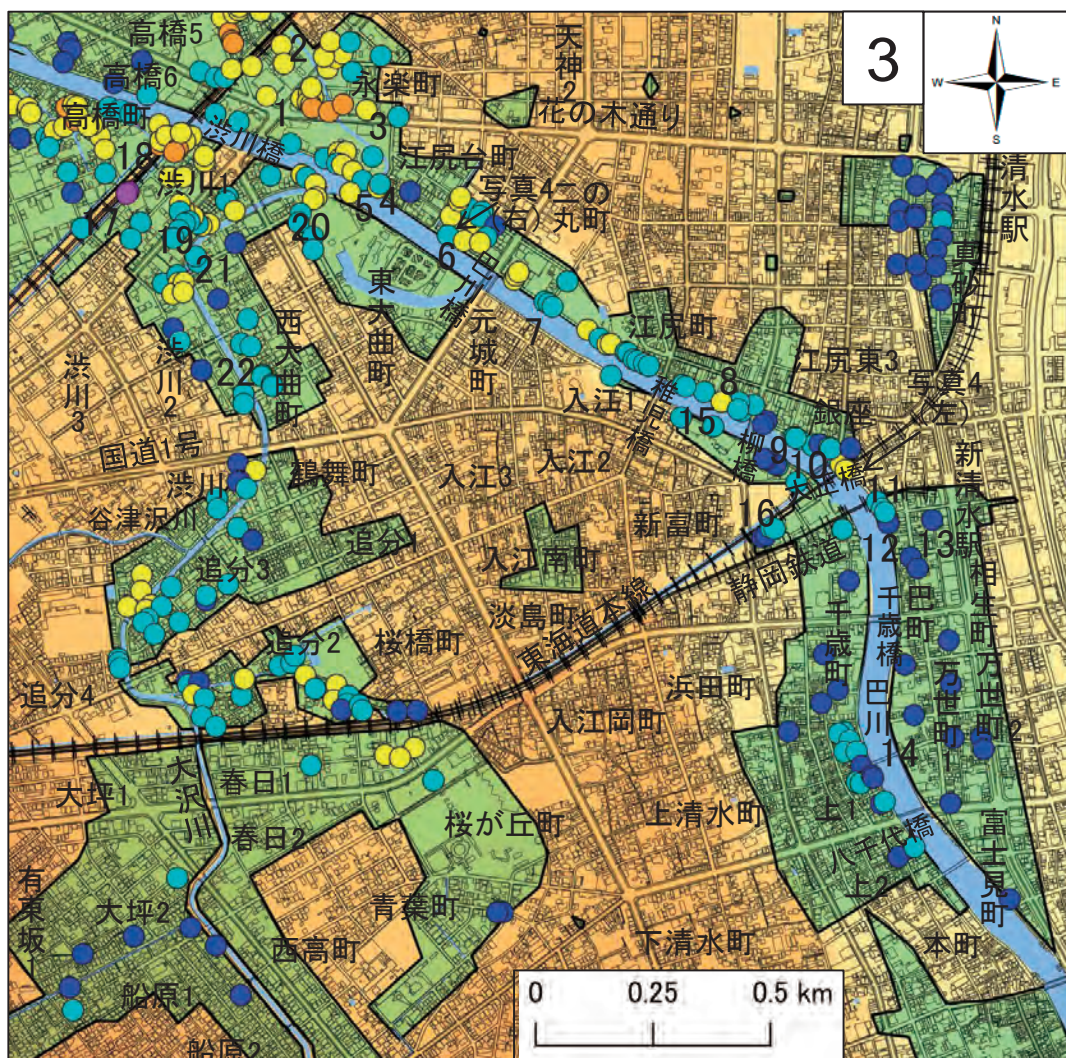 3
N
W
E
S
高橋5
2
天神2
高橋6
永楽町
花の木通り
高橋町
1
3
渋川橋
江尻台町
清水駅
18
渋川1
写真4
(右)
二の丸町
17
19
20
5
4
東大曲町
6
巴川橋
21
元城町
7
江尻町
西大曲町
江尻東3
渋川3
渋川2
22
入江1
稚児橋
8
銀座
写真4
(左)
15
柳橋
9
10
大正橋
国道1号
渋川
鶴舞町
入江3
入江2
11
新清水駅
谷津沢川
追分1
新富町
16
12
13
追分3
入江南町
静岡鉄道
相生町
淡島町
東海道本線
千歳町
千歳橋
巴町
追分2
桜橋町
浜田町
巴川
万世町1
万世町2
追分4
入江岡町
14
大沢川
春日1
大坪1
上清水町
上1
桜が丘町
春日2
八千代橋
富士見町
有東坂1
上2
大坪2
青葉町
西高町
下清水町
本町
船原1
0 0.25 0.5 km
船原2